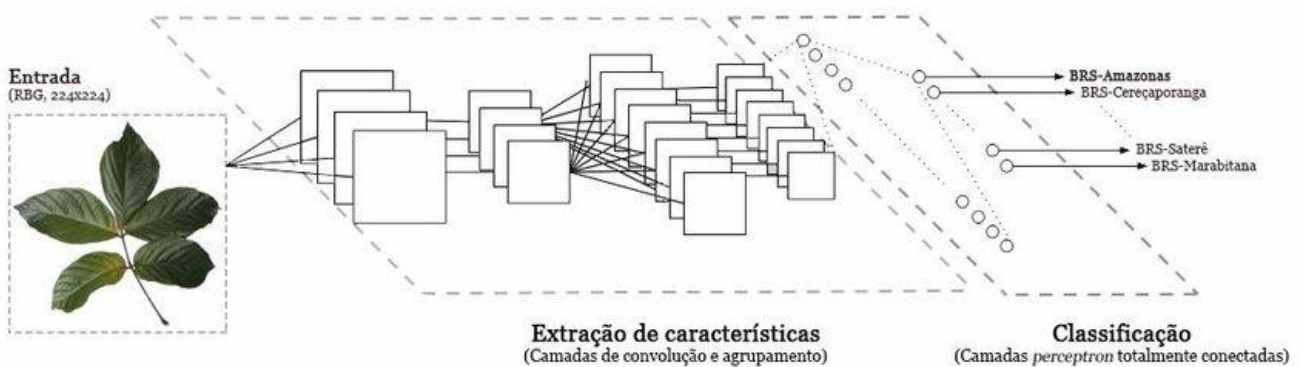 Entrada
(RBG, 224x224)
BRS-Amazonas
BRS-Cereçaporanga
BRS-Saterê
BRS-Marabitana
Extração de característicias
(Camadas de convolução e agrupamento)
Classificação
(Camadas perceptron totalmente conectadas)